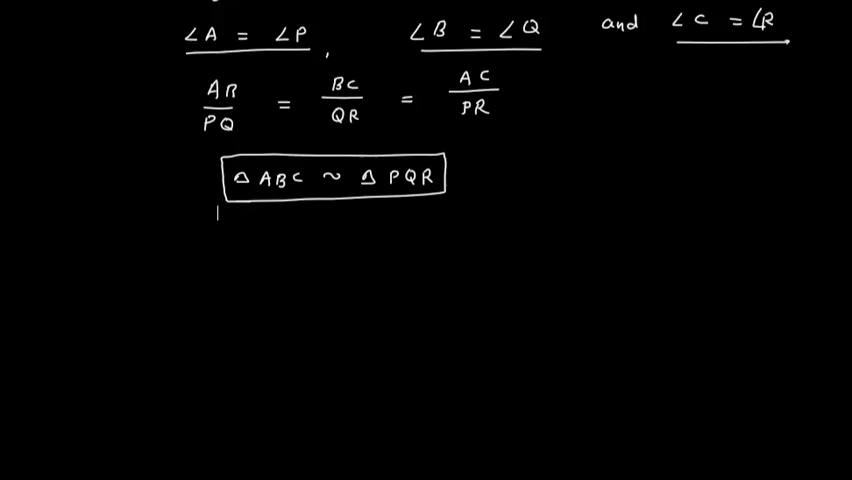 ∠A = ∠P , ∠B = ∠Q and ∠C = ∠R
AB/PQ = BC/QR = AC/PR
△ ABC ~ △ PQR